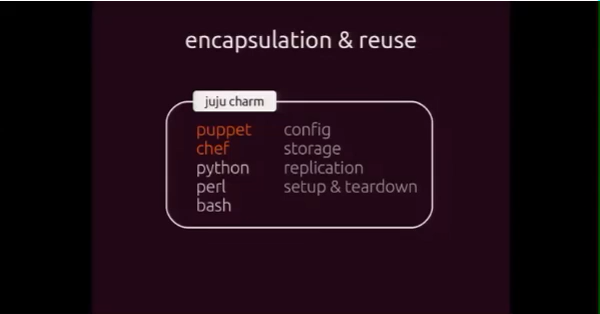 encapsulation & reuse
juju charm
puppet config
chef storage
python replication
perl setup & teardown
bash